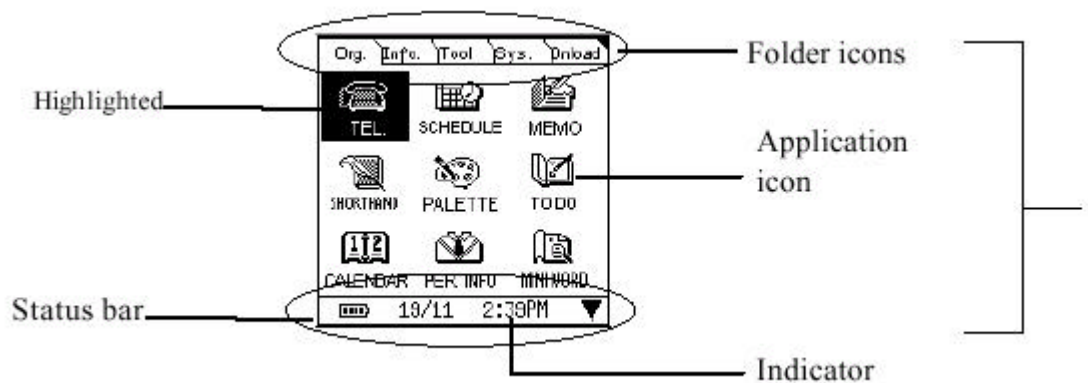 Org. Info. Tool Sys. Dnload
Folder icons
Highlighted
TEL. SCHEDULE MEMO
Application
icon
SHORTHAND PALETTE TODO
CALENDAR PER INFO MINIWORD
Status bar
19/11 2:39PM
Indicator